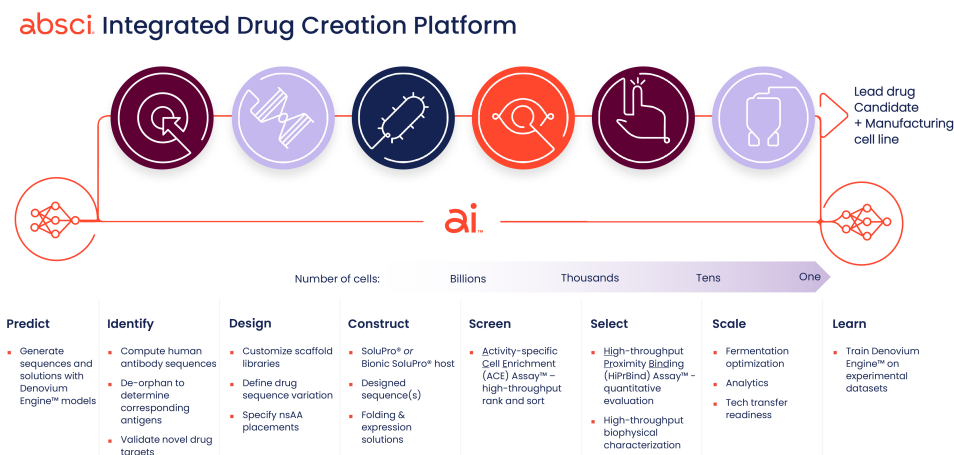 absci. Integrated Drug Creation Platform
Lead drug
Candidate
+ Manufacturing
cell line
ai™
Number of cells:
Billions
Thousands
Tens
One
Predict
▪ Generate
sequences and
solutions with
Denovium
Engine™ models
Identify
▪ Compute human
antibody sequences
▪ De-orphan to
determine
corresponding
antigens
▪ Validate novel drug
targets
Design
▪ Customize scaffold
libraries
▪ Define drug
sequence variation
▪ Specify nsAA
placements
Construct
▪ SoluPro® or
Bionic SoluPro® host
▪ Designed
sequence(s)
▪ Folding &
expression
solutions
Screen
▪ Activity-specific
Cell Enrichment
(ACE) Assay™ –
high-throughput
rank and sort
Select
▪ High-throughput
Proximity Binding
(HiPrBind) Assay™ -
quantitative
evaluation
▪ High-throughput
biophysical
characterization
Scale
▪ Fermentation
optimization
▪ Analytics
▪ Tech transfer
readiness
Learn
▪ Train Denovium
Engine™ on
experimental
datasets